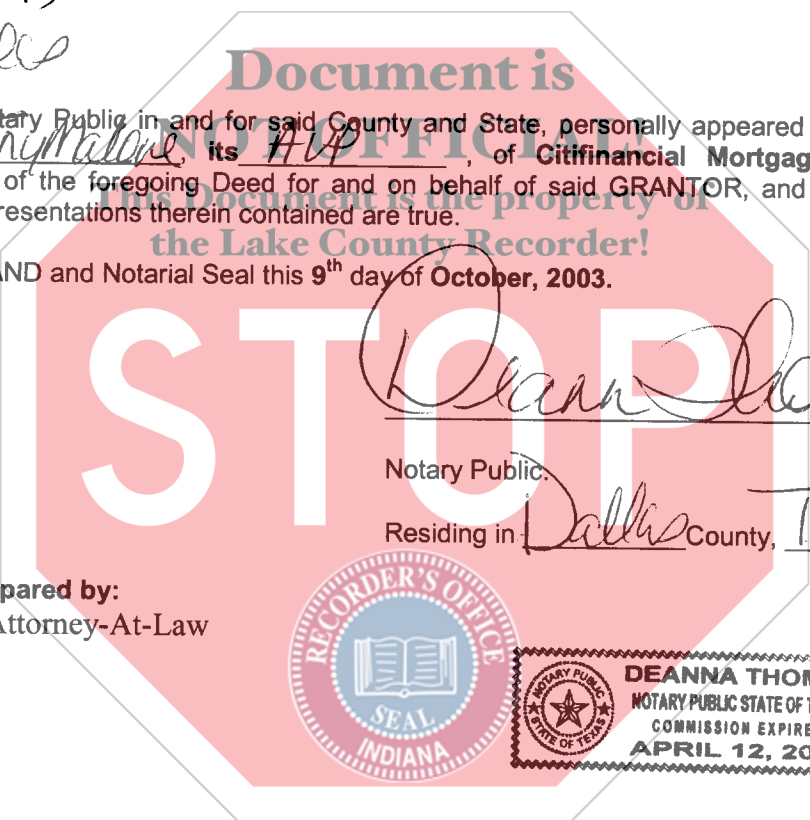 Document is
tary Public in and for said County and State, personally appeared
NOT OFFICIAL!
Malone, its AVP, of Citifinancial Mortgag
of the foregoing Deed for and on behalf of said GRANTOR, and
This Document is the property of
resentations therein contained are true.
the Lake County Recorder!
AND and Notarial Seal this 9th day of October, 2003.
STOP
Deann
Notary Public.
Residing in Dallas County, T
pared by:
Attorney-At-Law
RECORDER'S OFFICE
SEAL
INDIANA
NOTARY PUBLIC
STATE OF TEXAS
DEANNA THOM
NOTARY PUBLIC STATE OF T
COMMISSION EXPIRE
APRIL 12, 20